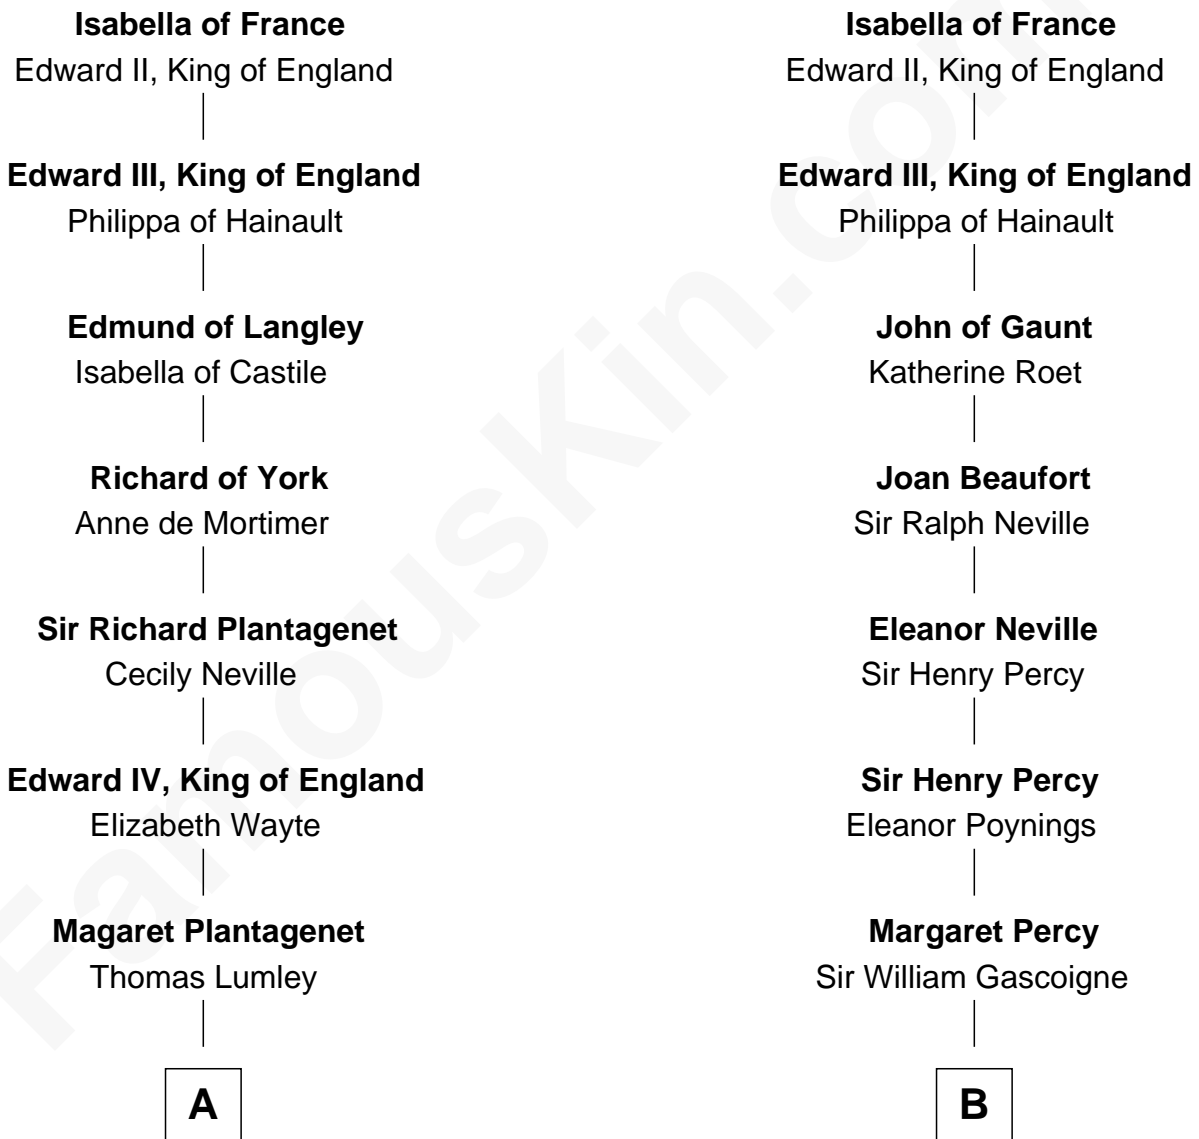 Isabella of France
Edward II, King of England
Edward III, King of England
Philippa of Hainault
Edmund of Langley
Isabella of Castile
Richard of York
Anne de Mortimer
Sir Richard Plantagenet
Cecily Neville
Edward IV, King of England
Elizabeth Wayte
Magaret Plantagenet
Thomas Lumley
A
Isabella of France
Edward II, King of England
Edward III, King of England
Philippa of Hainault
John of Gaunt
Katherine Roet
Joan Beaufort
Sir Ralph Neville
Eleanor Neville
Sir Henry Percy
Sir Henry Percy
Eleanor Poynings
Margaret Percy
Sir William Gascoigne
B
FamousKin.com